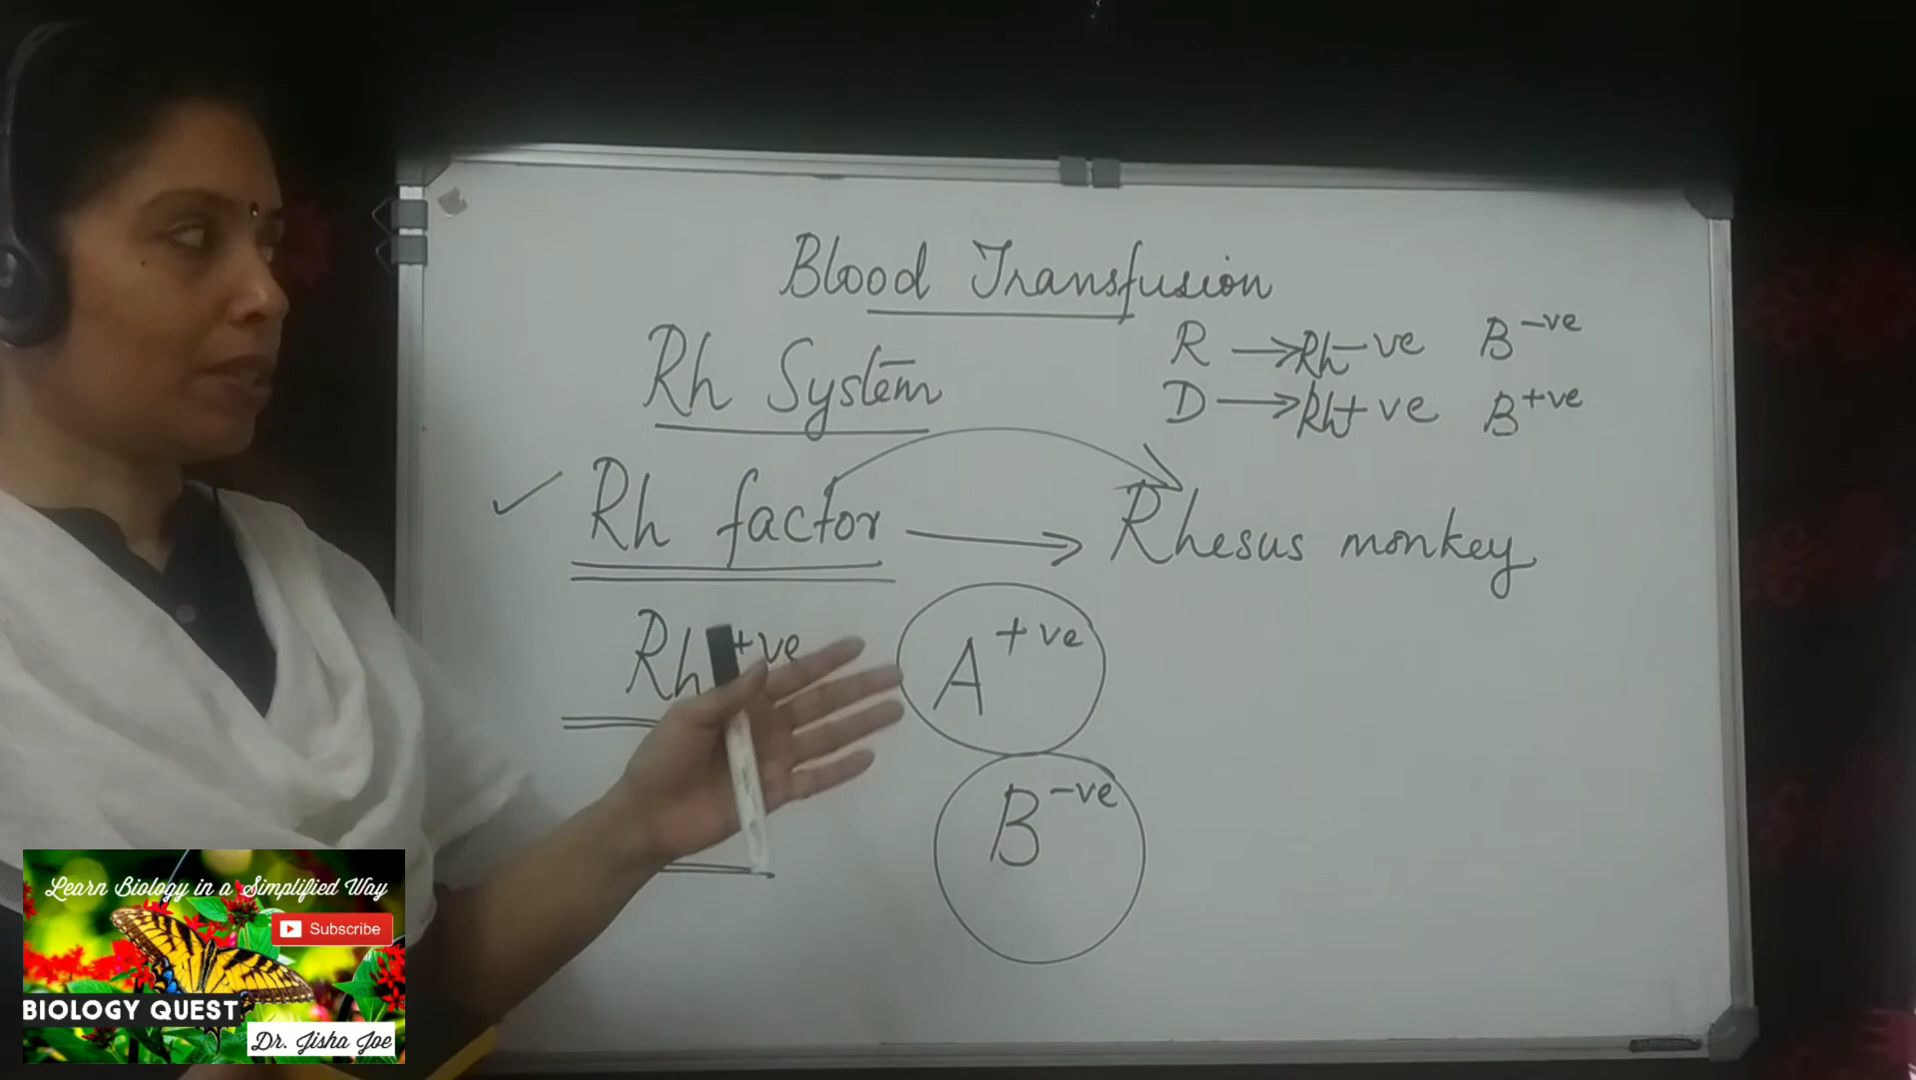 Blood Transfusion
R → Rh-ve B-ve
D → Rh+ve B+ve
Rh System
✓ Rh factor → Rhesus monkey
Rh +ve
A +ve
B -ve
Learn Biology in a Simplified Way
Subscribe
BIOLOGY QUEST
Dr. Jisha Joe